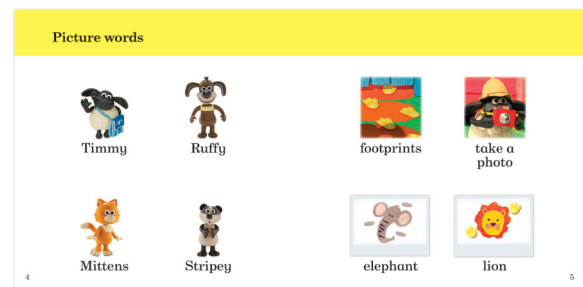 Picture words
Timmy
Ruffy
Mittens
Stripey
4
footprints
take a
photo
elephant
lion
5